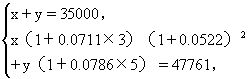 x+y=35000，
x（1+0.0711×3）（1+0.0522）²
+y（1+0.0786×5）=47761，